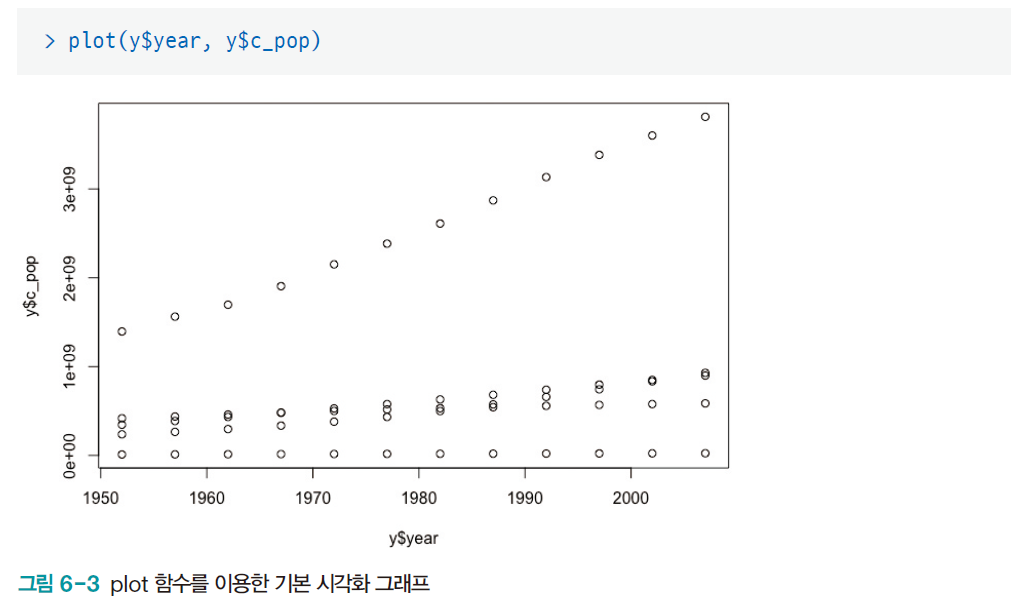 > plot(y$year, y$c_pop)
3e+09
2e+09
1e+09
0e+00
y$c_pop
1950 1960 1970 1980 1990 2000
y$year
그림 6-3 plot 함수를 이용한 기본 시각화 그래프